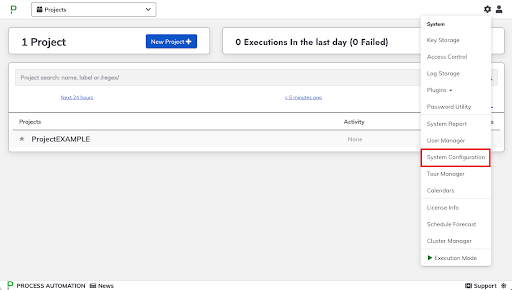 Projects
1 Project
New Project +
0 Executions In the last day (0 Failed)
System
Key Storage
Access Control
Log Storage
Plugins
Password Utility
System Report
User Manager
System Configuration
Tour Manager
Calendars
License Info
Schedule Forecast
Cluster Manager
Execution Mode
Project search: name, label or /regex/
Next 24 hours
< 5 minutes ago
Projects
Activity
ProjectEXAMPLE
None
P PROCESS AUTOMATION
News
Support